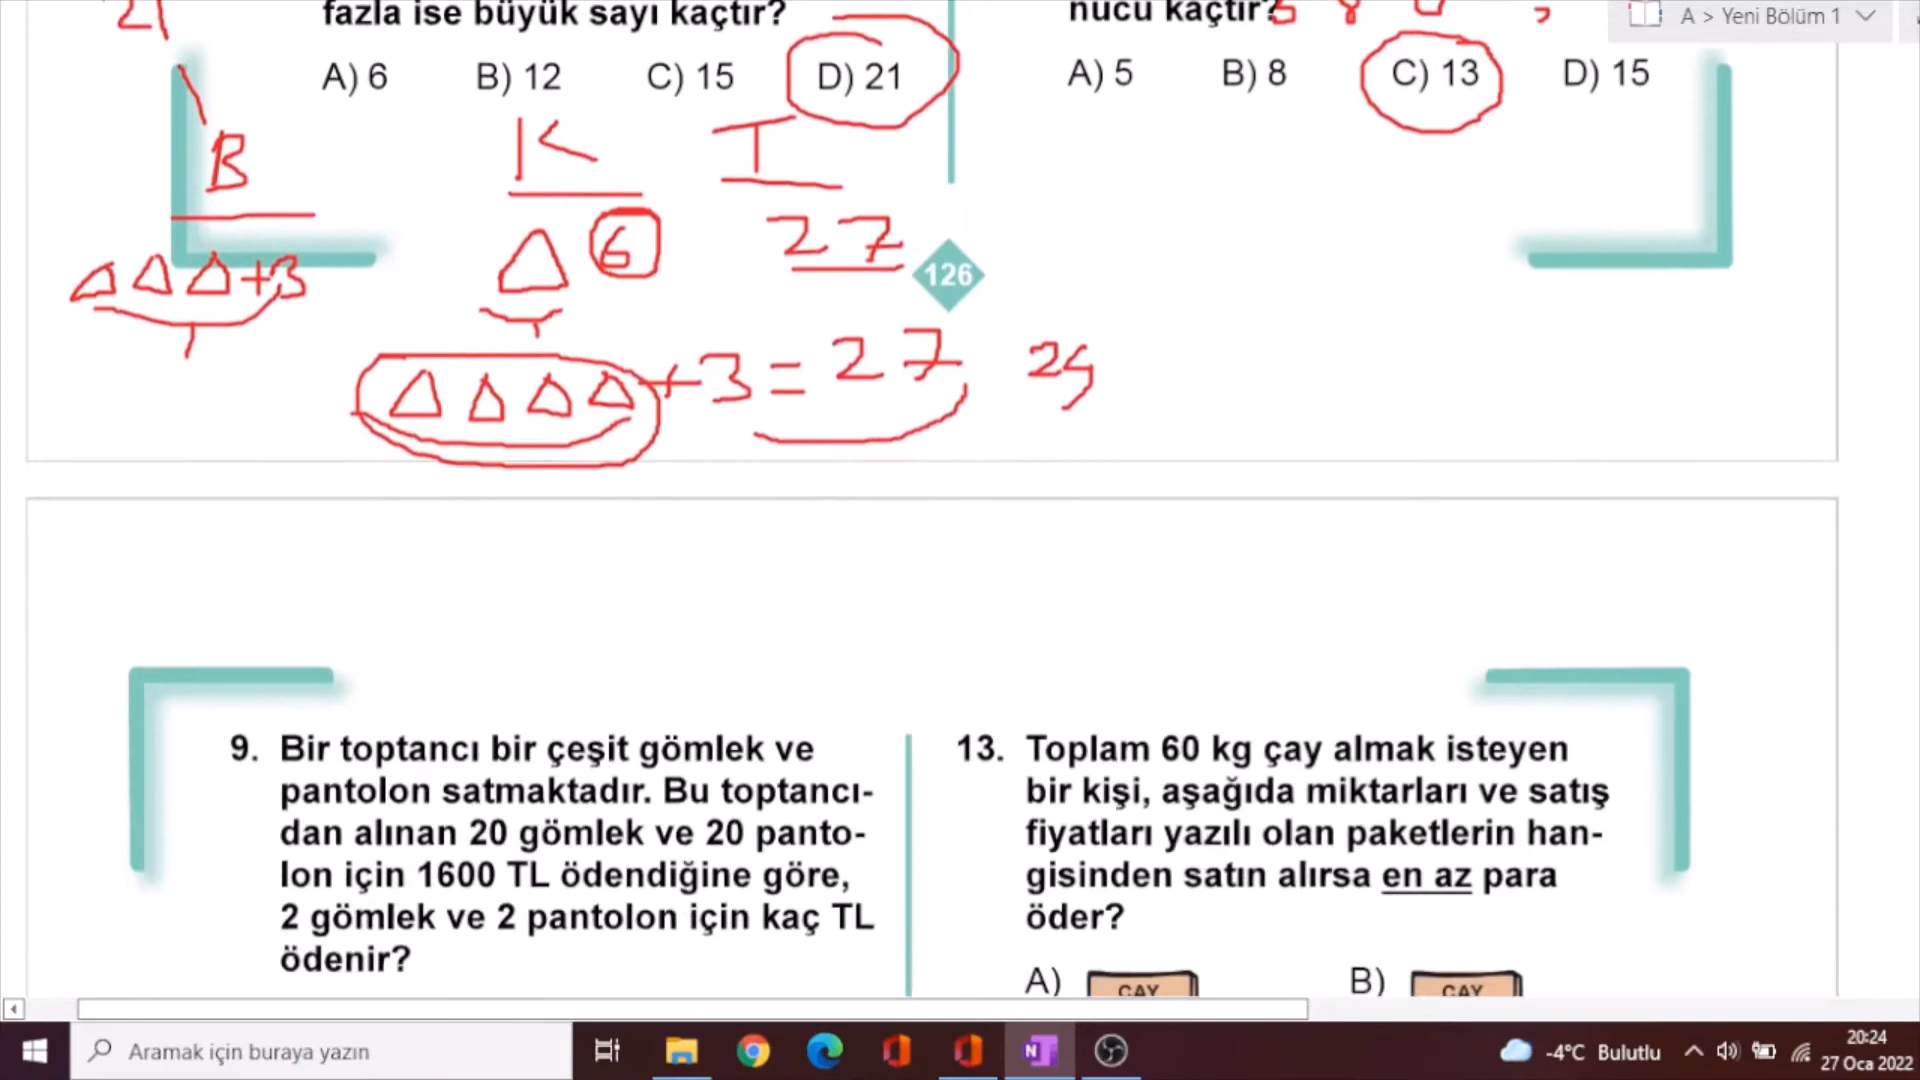 21
fazla ise büyük sayı kaçtır?
A) 6 B) 12 C) 15 D) 21
B K T
+3 6 27
+3 = 27 24
nucu kaçtır?
A) 5 B) 8 C) 13 D) 15
A > Yeni Bölüm 1
126
9. Bir toptancı bir çeşit gömlek ve
pantolon satmaktadır. Bu toptancı-
dan alınan 20 gömlek ve 20 panto-
lon için 1600 TL ödendiğine göre,
2 gömlek ve 2 pantolon için kaç TL
ödenir?
13. Toplam 60 kg çay almak isteyen
bir kişi, aşağıda miktarları ve satış
fiyatları yazılı olan paketlerin han-
gisinden satın alırsa en az para
öder?
A) ÇAY B) ÇAY
Aramak için buraya yazın
N
-4°C Bulutlu
20:24
27 Oca 2022